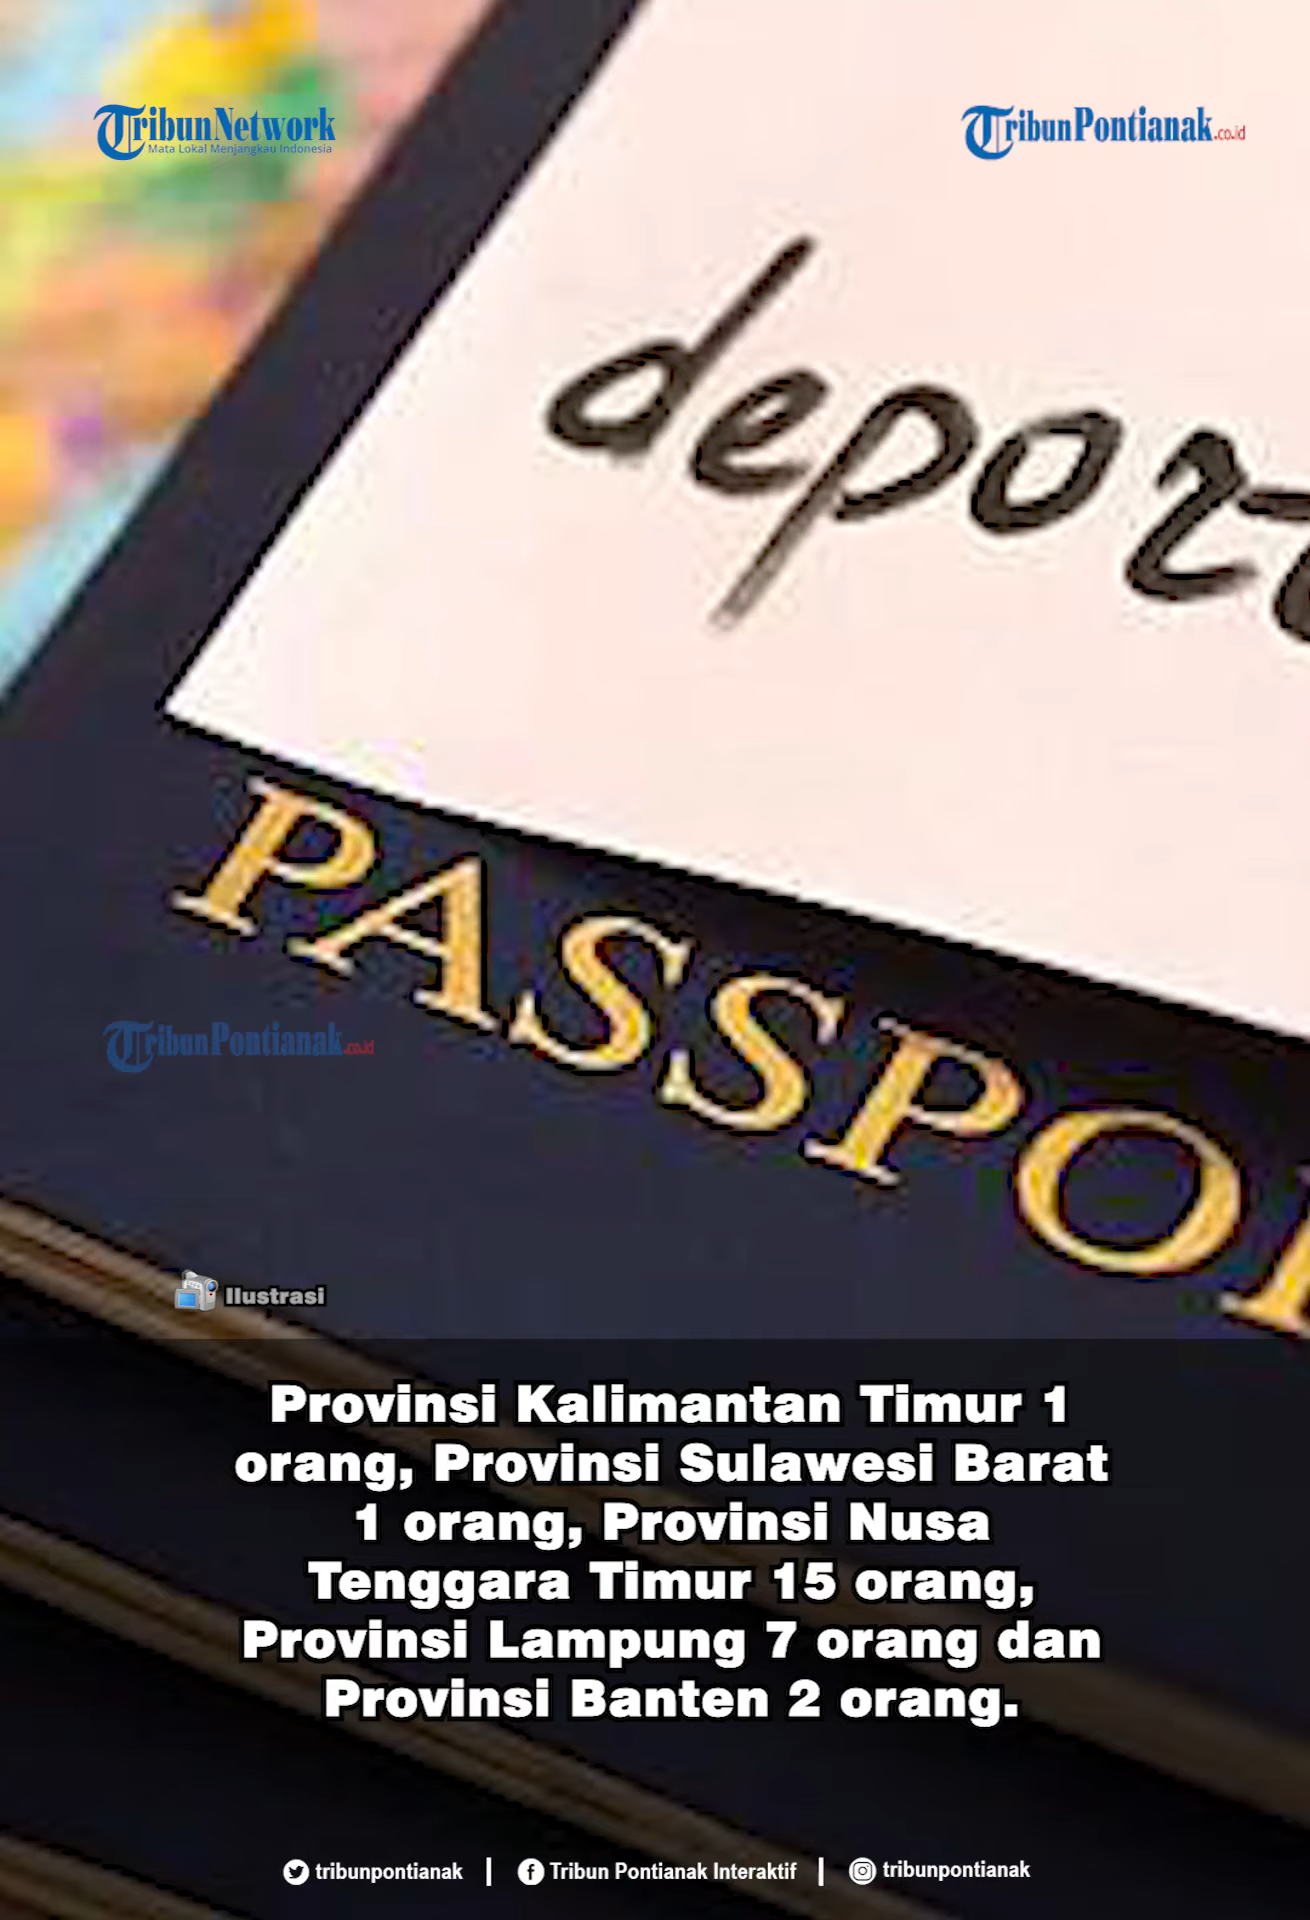 TribunNetwork
Mata Lokal Menjangkau Indonesia
TribunPontianak.co.id
deport
PASSPO
TribunPontianak.co.id
Ilustrasi
Provinsi Kalimantan Timur 1
orang, Provinsi Sulawesi Barat
1 orang, Provinsi Nusa
Tenggara Timur 15 orang,
Provinsi Lampung 7 orang dan
Provinsi Banten 2 orang.
tribunpontianak | Tribun Pontianak Interaktif | tribunpontianak